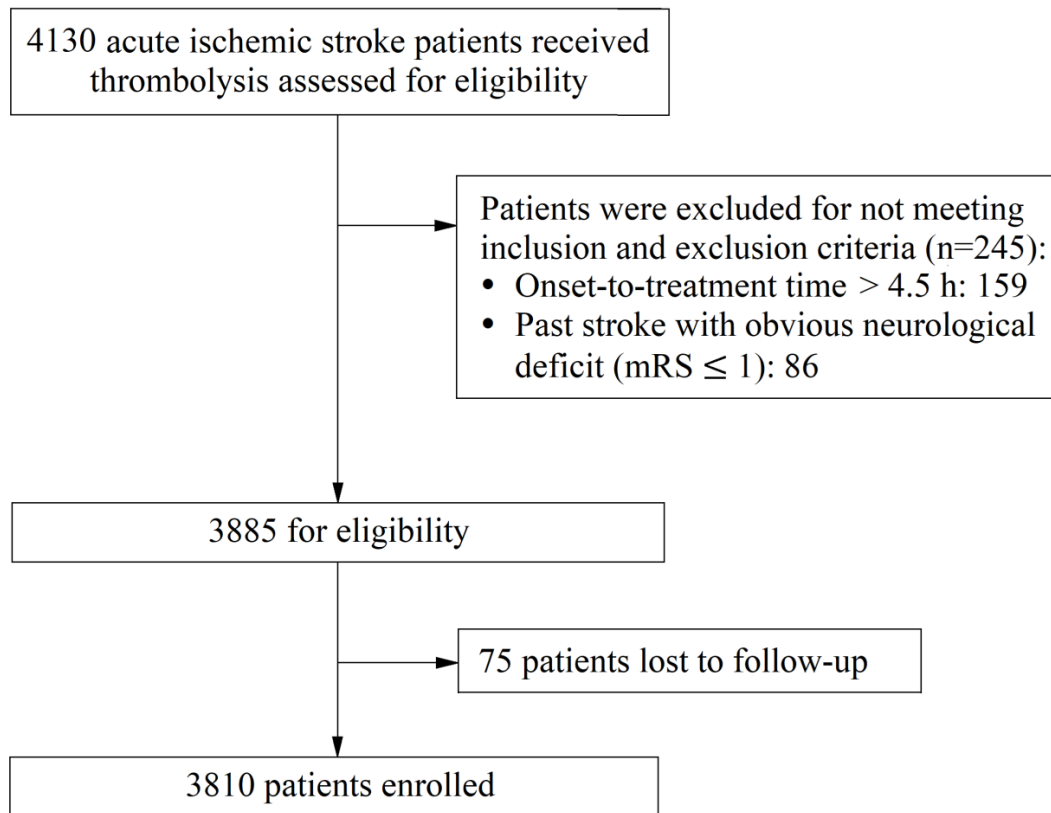 4130 acute ischemic stroke patients received
thrombolysis assessed for eligibility
Patients were excluded for not meeting
inclusion and exclusion criteria (n=245):
• Onset-to-treatment time > 4.5 h: 159
• Past stroke with obvious neurological
deficit (mRS ≤ 1): 86
3885 for eligibility
75 patients lost to follow-up
3810 patients enrolled